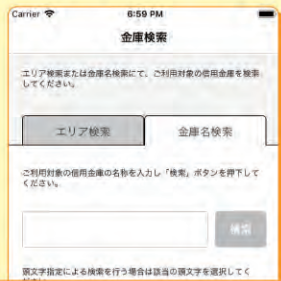 Carrier 6:59 PM
金庫検索
エリア検索または金庫名検索にて、ご利用対象の信用金庫を検索
してください。
エリア検索 金庫名検索
ご利用対象の信用金庫の名称を入力し「検索」ボタンを押下して
ください。
検索
頭文字指定による検索を行う場合は該当の頭文字を選択してく
ださい。